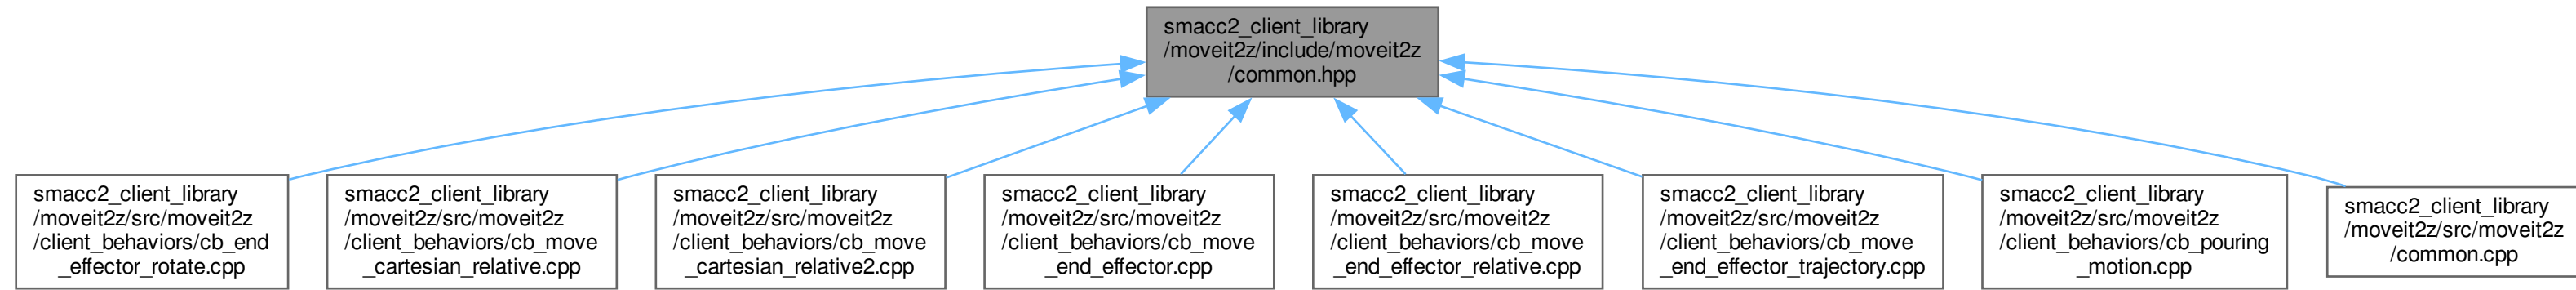 smacc2_client_library
/moveit2z/include/moveit2z
/common.hpp
smacc2_client_library
/moveit2z/src/moveit2z
/client_behaviors/cb_end
_effector_rotate.cpp
smacc2_client_library
/moveit2z/src/moveit2z
/client_behaviors/cb_move
_cartesian_relative.cpp
smacc2_client_library
/moveit2z/src/moveit2z
/client_behaviors/cb_move
_cartesian_relative2.cpp
smacc2_client_library
/moveit2z/src/moveit2z
/client_behaviors/cb_move
_end_effector.cpp
smacc2_client_library
/moveit2z/src/moveit2z
/client_behaviors/cb_move
_end_effector_relative.cpp
smacc2_client_library
/moveit2z/src/moveit2z
/client_behaviors/cb_move
_end_effector_trajectory.cpp
smacc2_client_library
/moveit2z/src/moveit2z
/client_behaviors/cb_pouring
_motion.cpp
smacc2_client_library
/moveit2z/src/moveit2z
/common.cpp